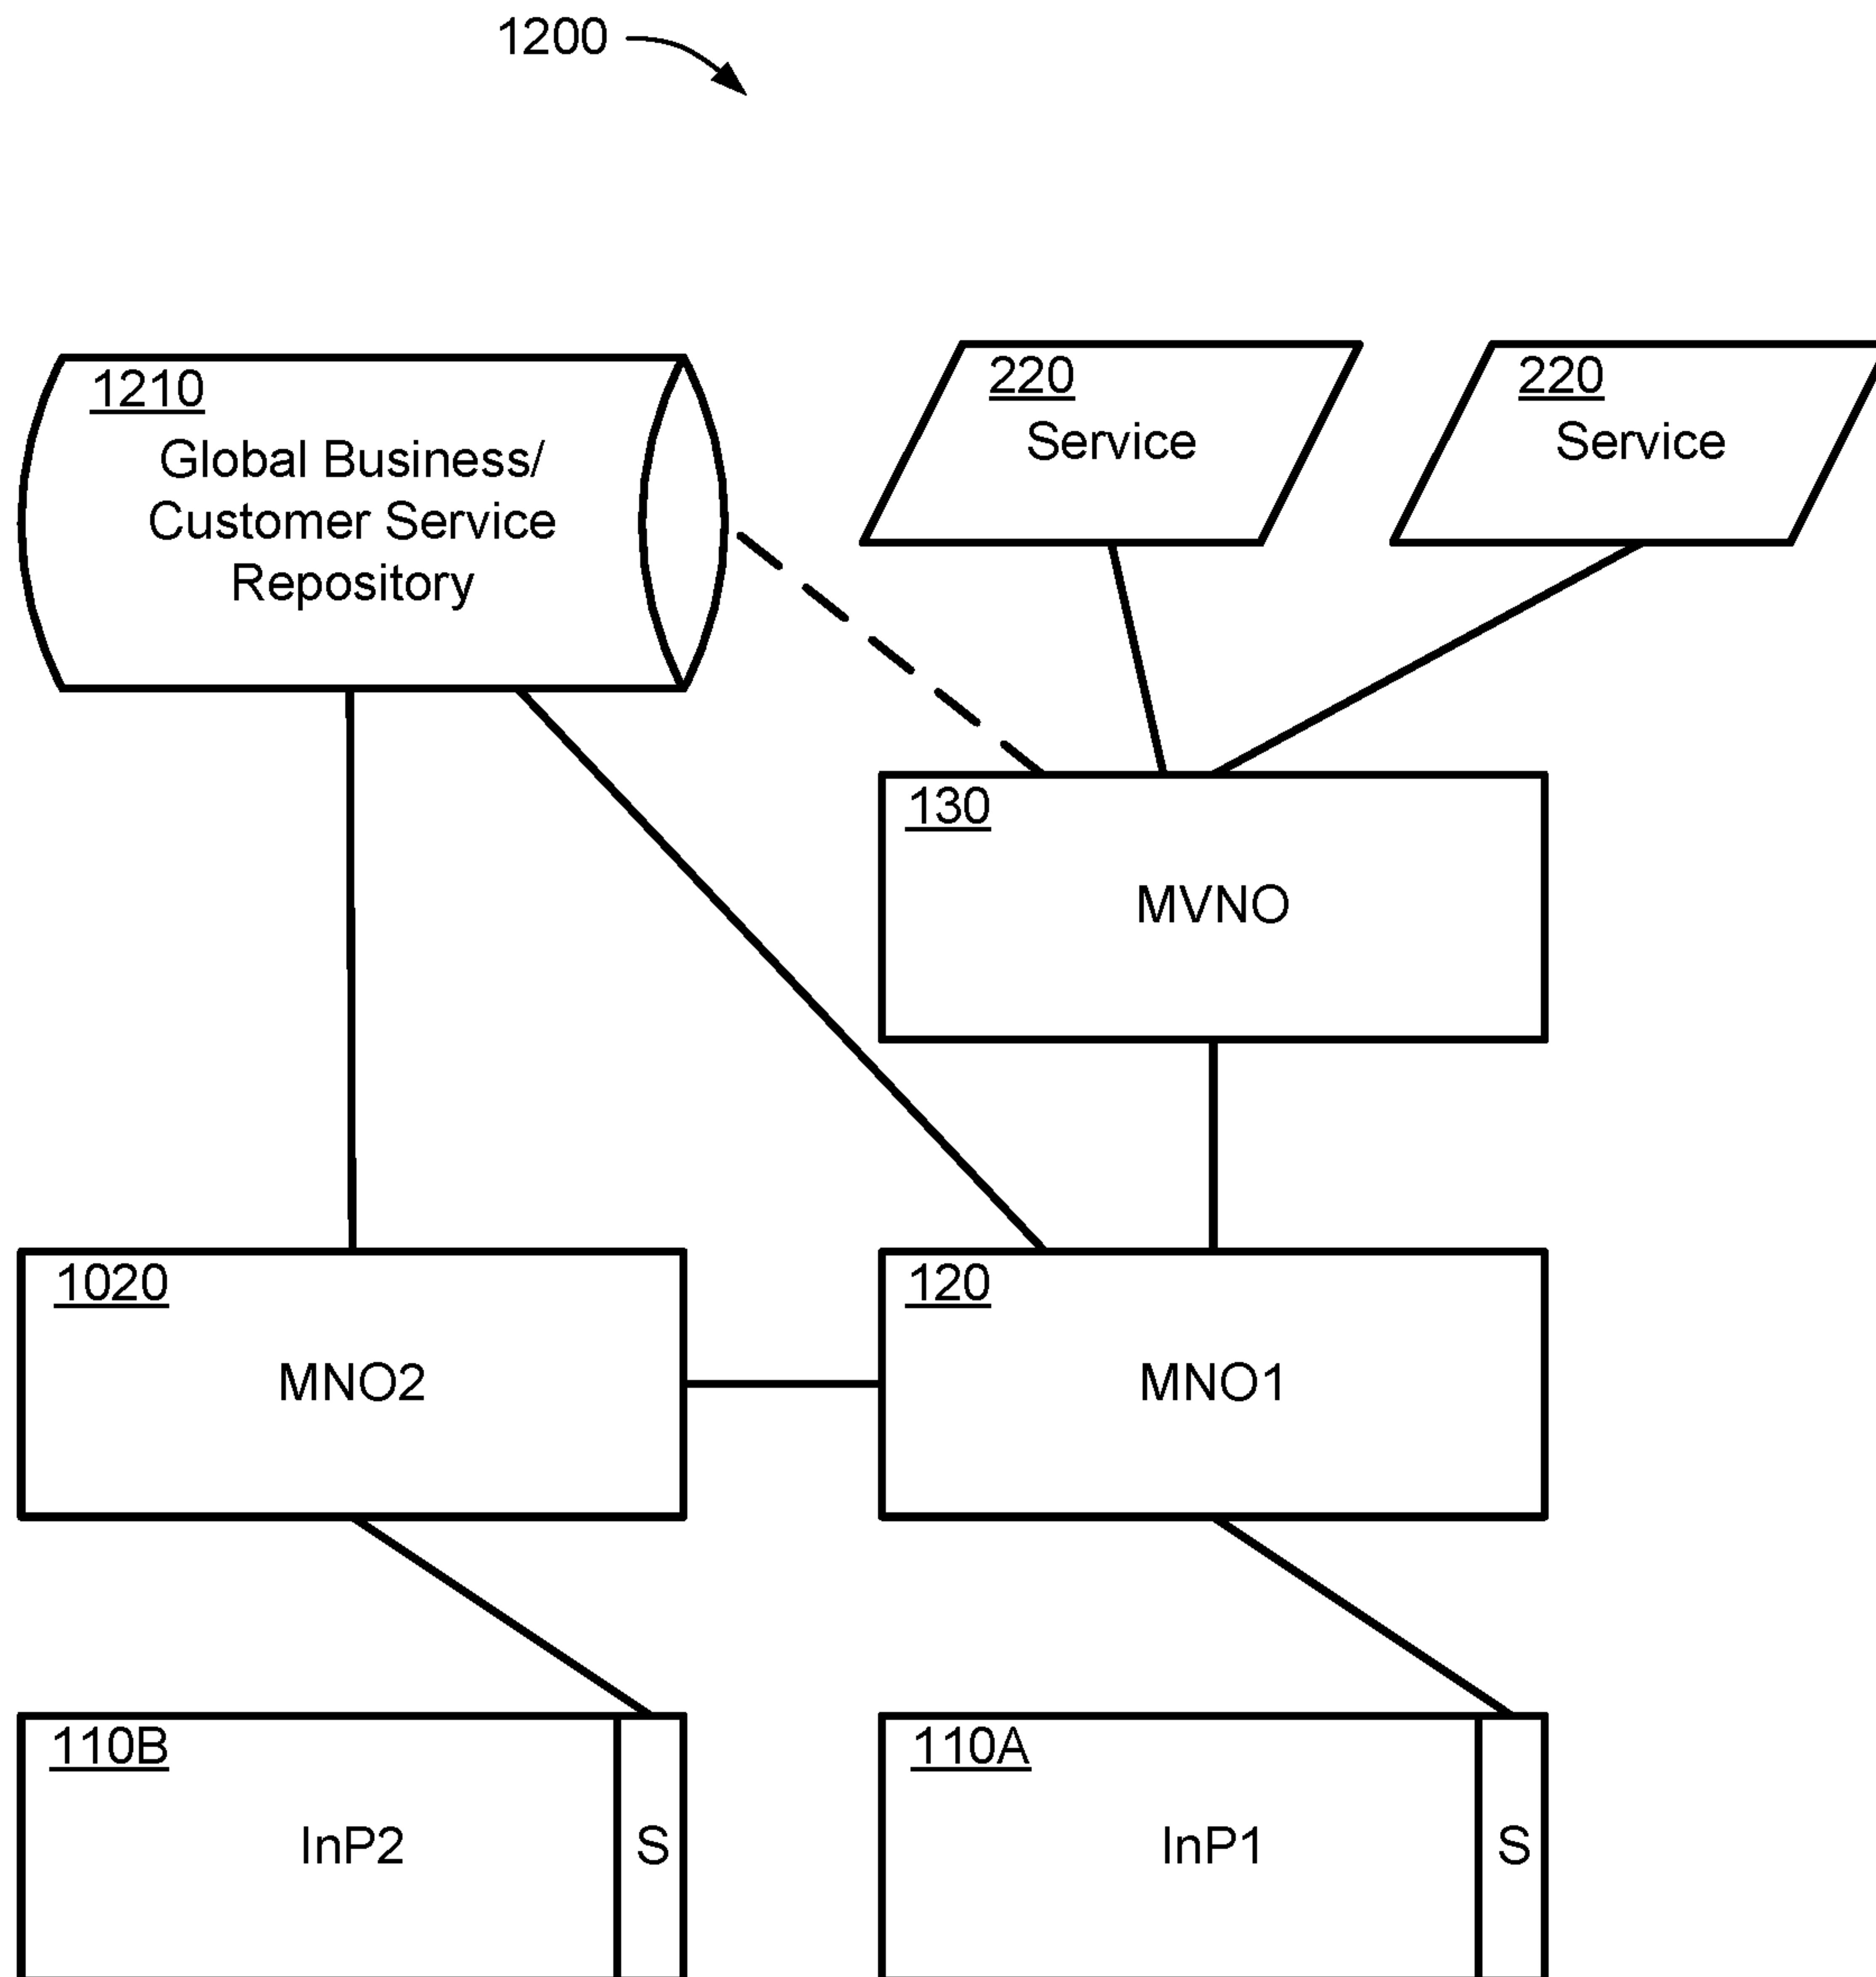 1200
1210
Global Business/
Customer Service
Repository
220
Service
220
Service
130
MVNO
1020
MNO2
120
MNO1
110B
InP2
S
110A
InP1
S